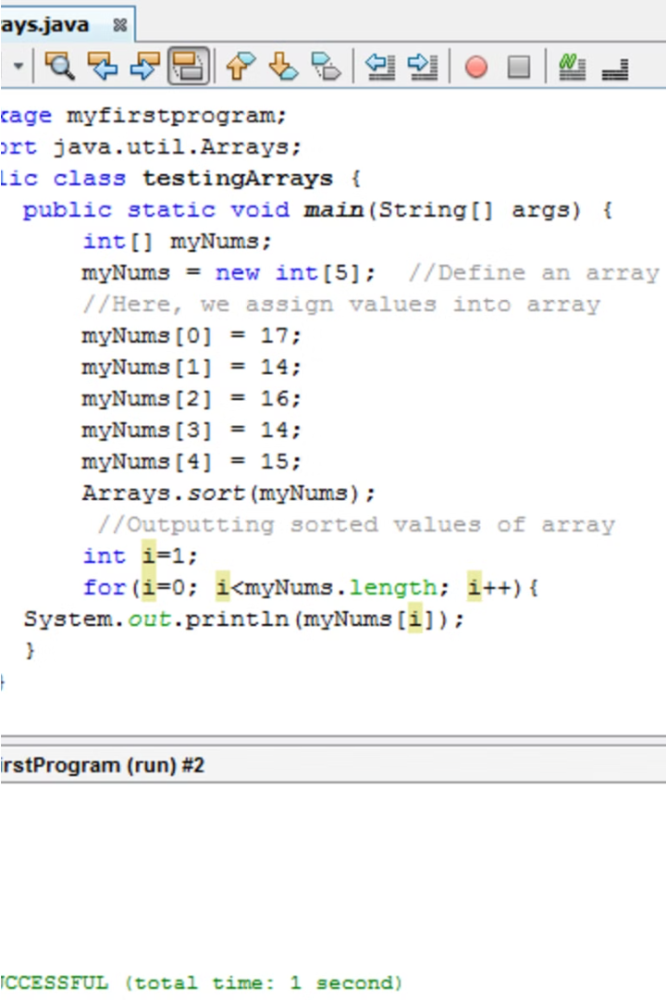 ays.java
kage myfirstprogram;
ort java.util.Arrays;
lic class testingArrays {
public static void main(String[] args) {
int[] myNums;
myNums = new int[5]; //Define an array
//Here, we assign values into array
myNums[0] = 17;
myNums[1] = 14;
myNums[2] = 16;
myNums[3] = 14;
myNums[4] = 15;
Arrays.sort(myNums);
//Outputting sorted values of array
int i=1;
for(i=0; i<myNums.length; i++){
System.out.println(myNums[i]);
}
}
irstProgram (run) #2
UCCESSFUL (total time: 1 second)